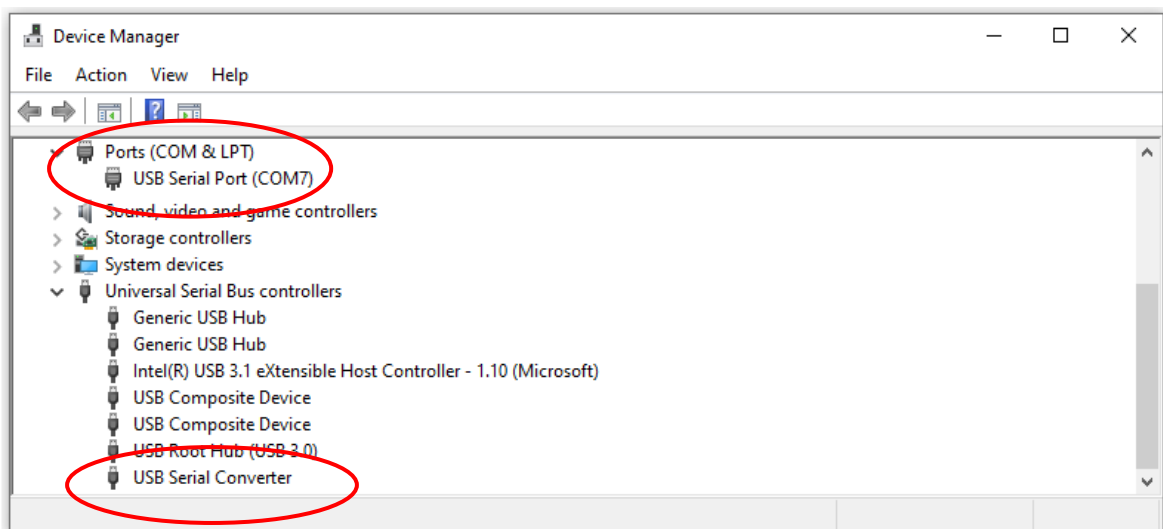 Device Manager
File Action View Help
Ports (COM & LPT)
USB Serial Port (COM7)
Sound, video and game controllers
Storage controllers
System devices
Universal Serial Bus controllers
Generic USB Hub
Generic USB Hub
Intel(R) USB 3.1 eXtensible Host Controller - 1.10 (Microsoft)
USB Composite Device
USB Composite Device
USB Root Hub (USB 3.0)
USB Serial Converter